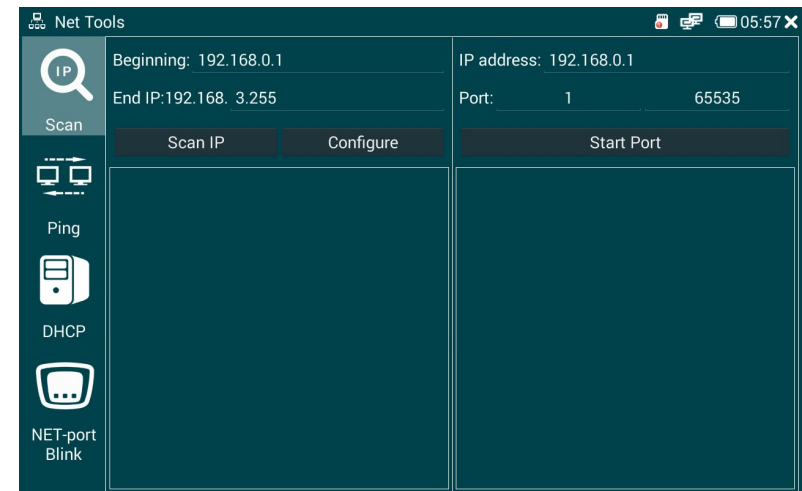 Net Tools
05:57
IP
Scan
Ping
DHCP
NET-port
Blink
Beginning: 192.168.0.1
End IP:192.168. 3.255
Scan IP Configure
IP address: 192.168.0.1
Port: 1 65535
Start Port